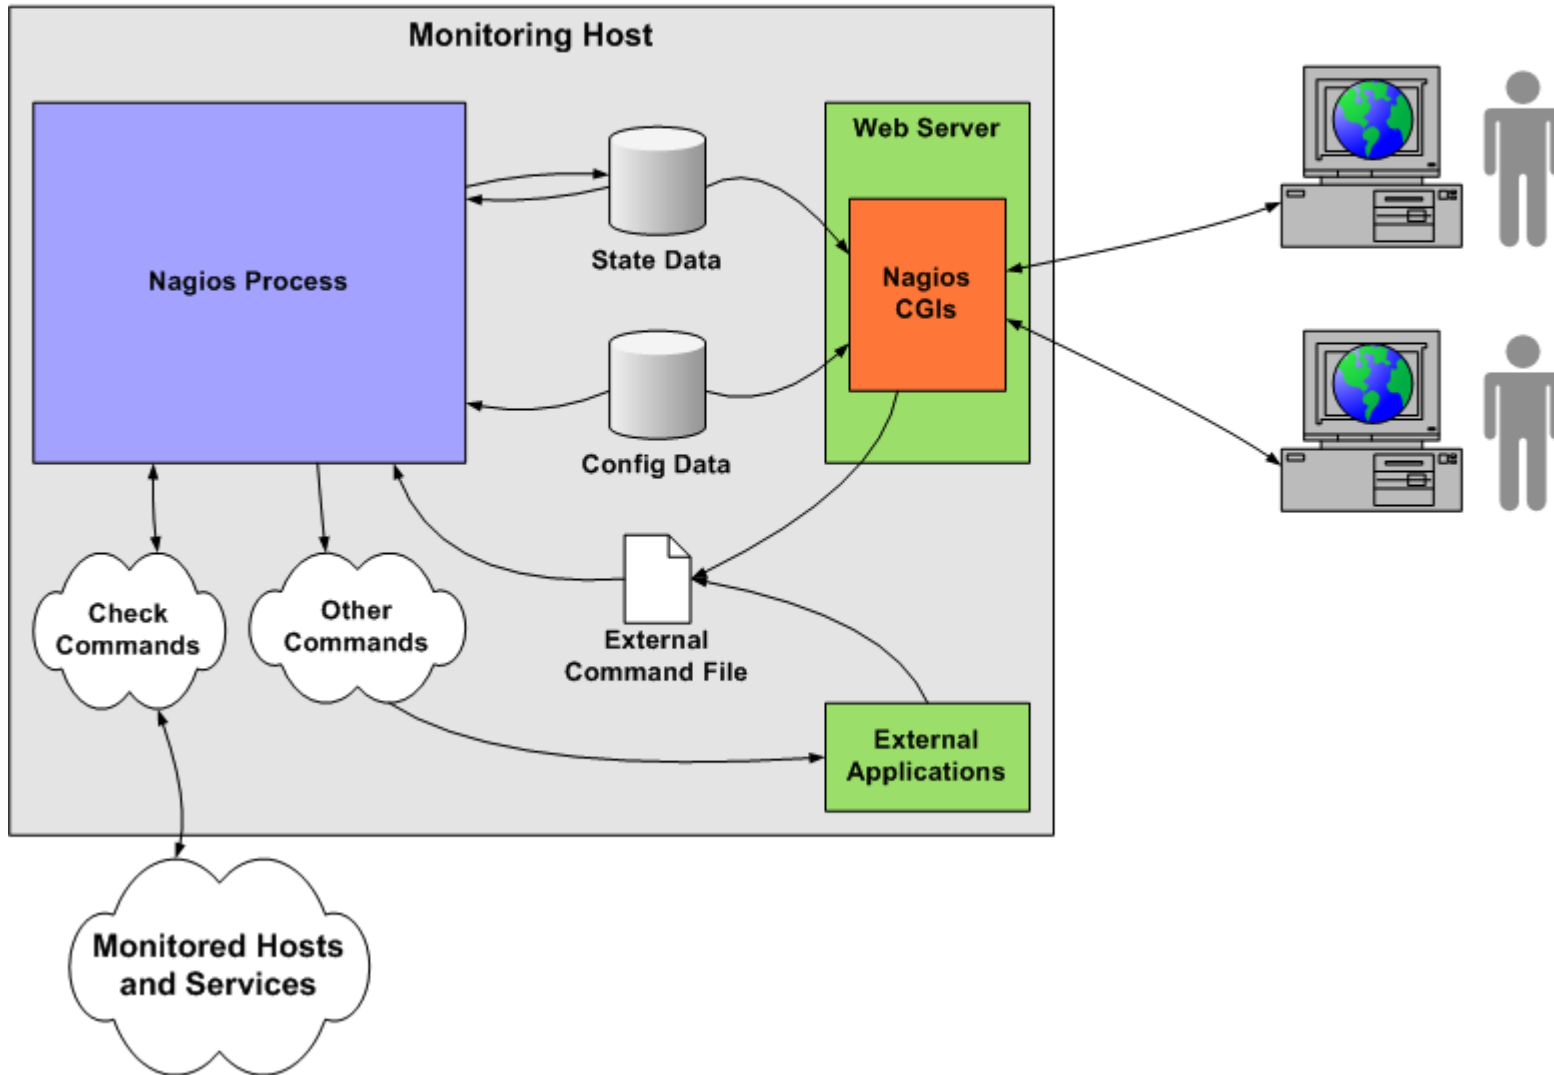 Monitoring Host
Web Server
Nagios Process
State Data
Nagios
CGIs
Config Data
Check
Commands
Other
Commands
External
Command File
External
Applications
Monitored Hosts
and Services